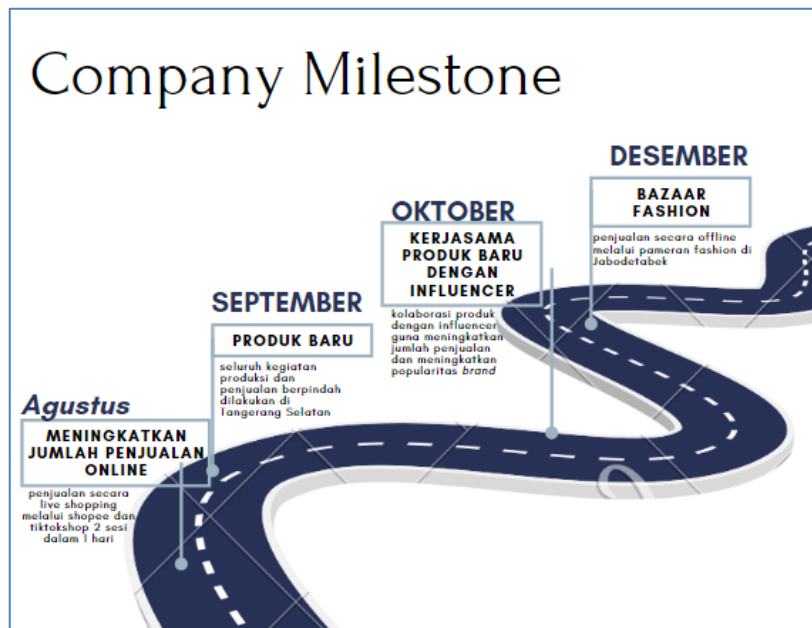 Company Milestone
DESEMBER
BAZAAR
FASHION
penjualan secara offline
melalui pameran fashion di
Jabodetabek
OKTOBER
KERJASAMA
PRODUK BARU
DENGAN
INFLUENCER
kolaborasi produk
dengan influencer
guna meningkatkan
jumlah penjualan
dan meningkatkan
popularitas brand
SEPTEMBER
PRODUK BARU
seluruh kegiatan
produksi dan
penjualan berpindah
dilakukan di
Tangerang Selatan
Agustus
MENINGKATKAN
JUMLAH PENJUALAN
ONLINE
penjualan secara
live shopping
melalui shopee dan
tiktokshop 2 sesi
dalam 1 hari